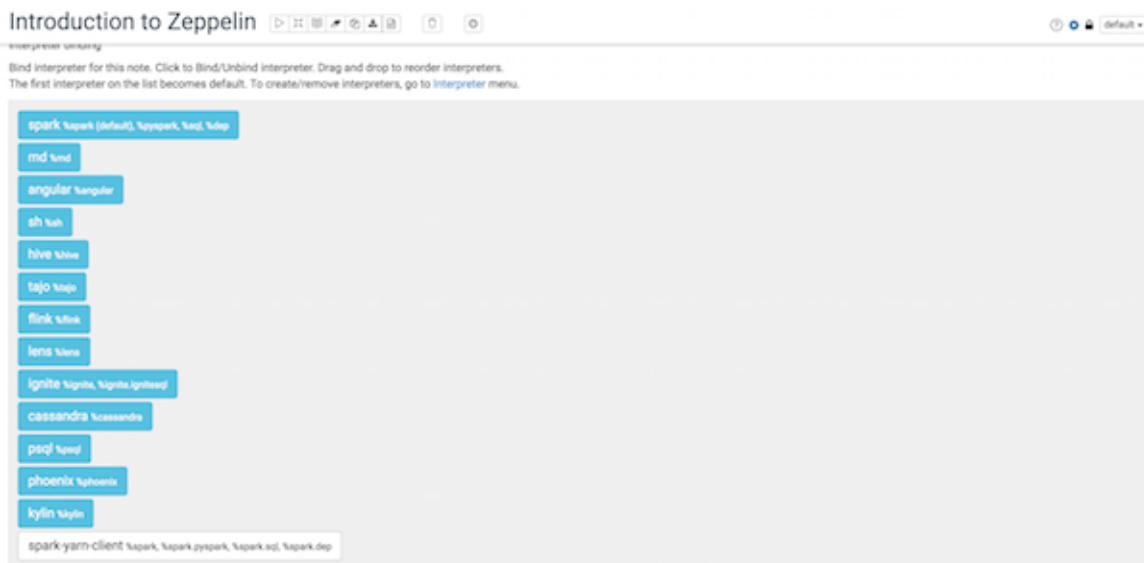 Introduction to Zeppelin
default
Interpreter binding
Bind interpreter for this note. Click to Bind/Unbind interpreter. Drag and drop to reorder interpreters.
The first interpreter on the list becomes default. To create/remove interpreters, go to Interpreter menu.
spark %spark (default), %pyspark, %sql, %dep
md %md
angular %angular
sh %sh
hive %hive
tajo %tajo
flink %flink
lens %lens
ignite %ignite, %ignite.ignitesql
cassandra %cassandra
psql %psql
phoenix %phoenix
kylin %kylin
spark-yarn-client %spark, %spark.pyspark, %spark.sql, %spark.dep